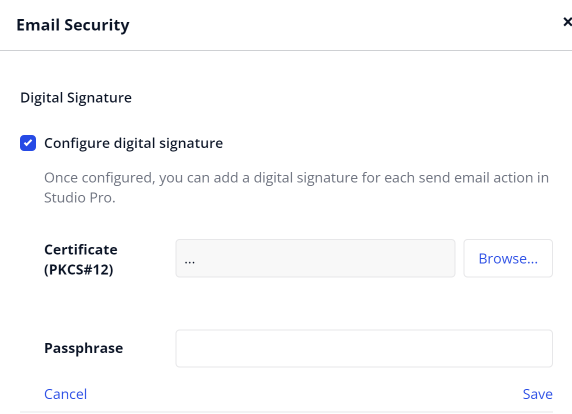 Email Security
Digital Signature
Configure digital signature
Once configured, you can add a digital signature for each send email action in
Studio Pro.
Certificate
(PKCS#12)
...
Browse...
Passphrase
Cancel
Save